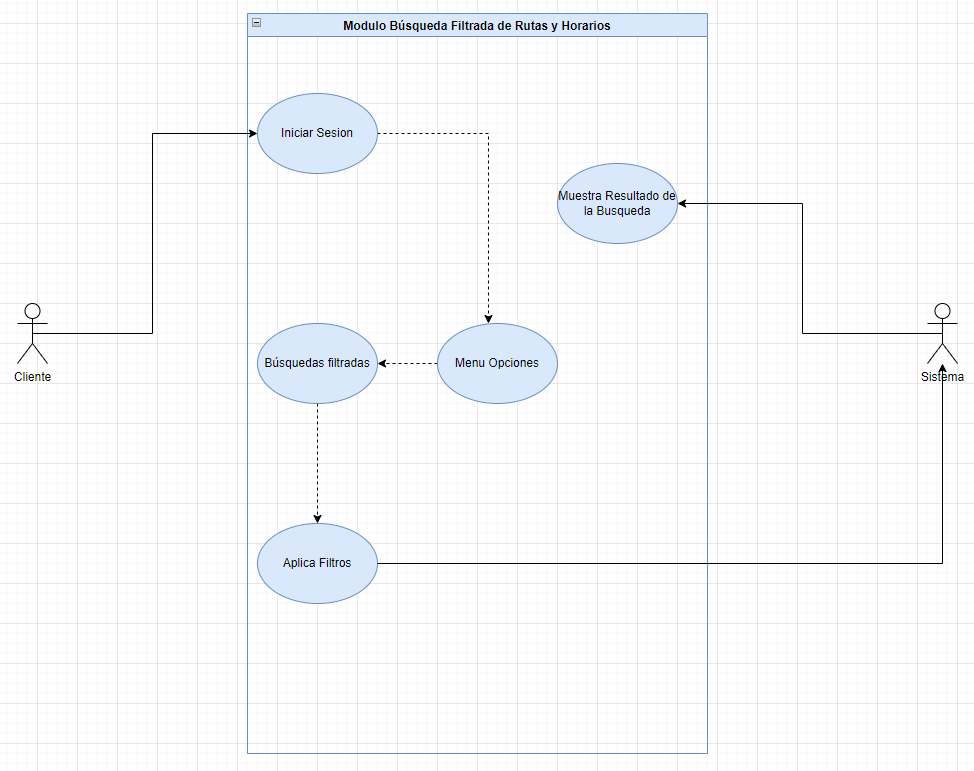 Modulo Búsqueda Filtrada de Rutas y Horarios
Iniciar Sesion
Muestra Resultado de
la Busqueda
Búsquedas filtradas
Menu Opciones
Cliente
Sistema
Aplica Filtros